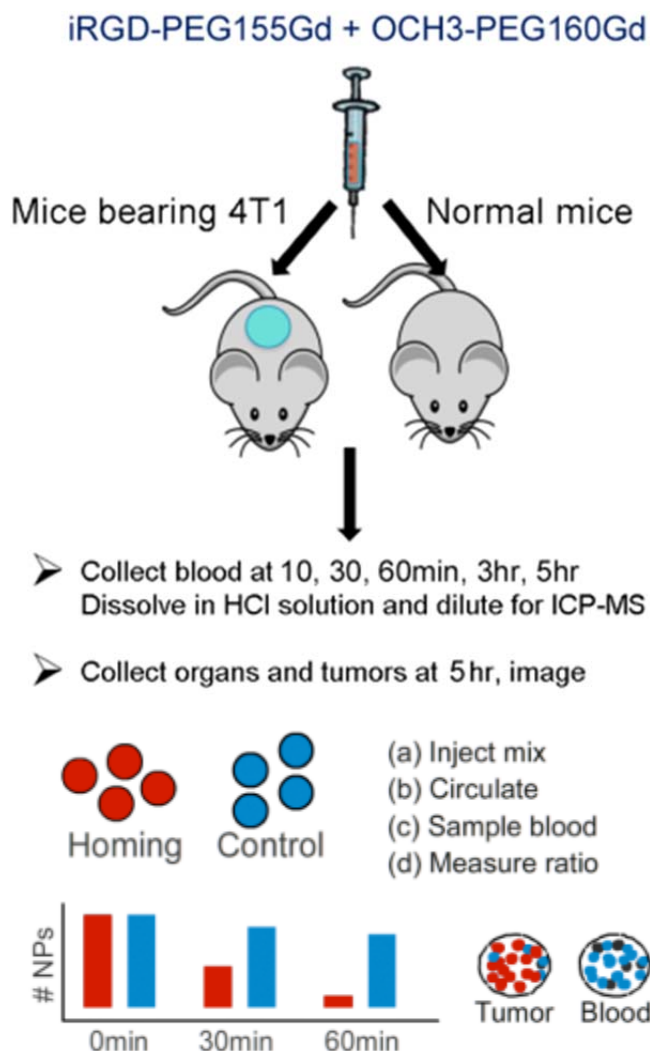 iRGD-PEG155Gd + OCH3-PEG160Gd
Mice bearing 4T1
Normal mice
Collect blood at 10, 30, 60min, 3hr, 5hr
Dissolve in HCl solution and dilute for ICP-MS
Collect organs and tumors at 5hr, image
Homing
Control
(a) Inject mix
(b) Circulate
(c) Sample blood
(d) Measure ratio
# NPs
0min
30min
60min
Tumor
Blood